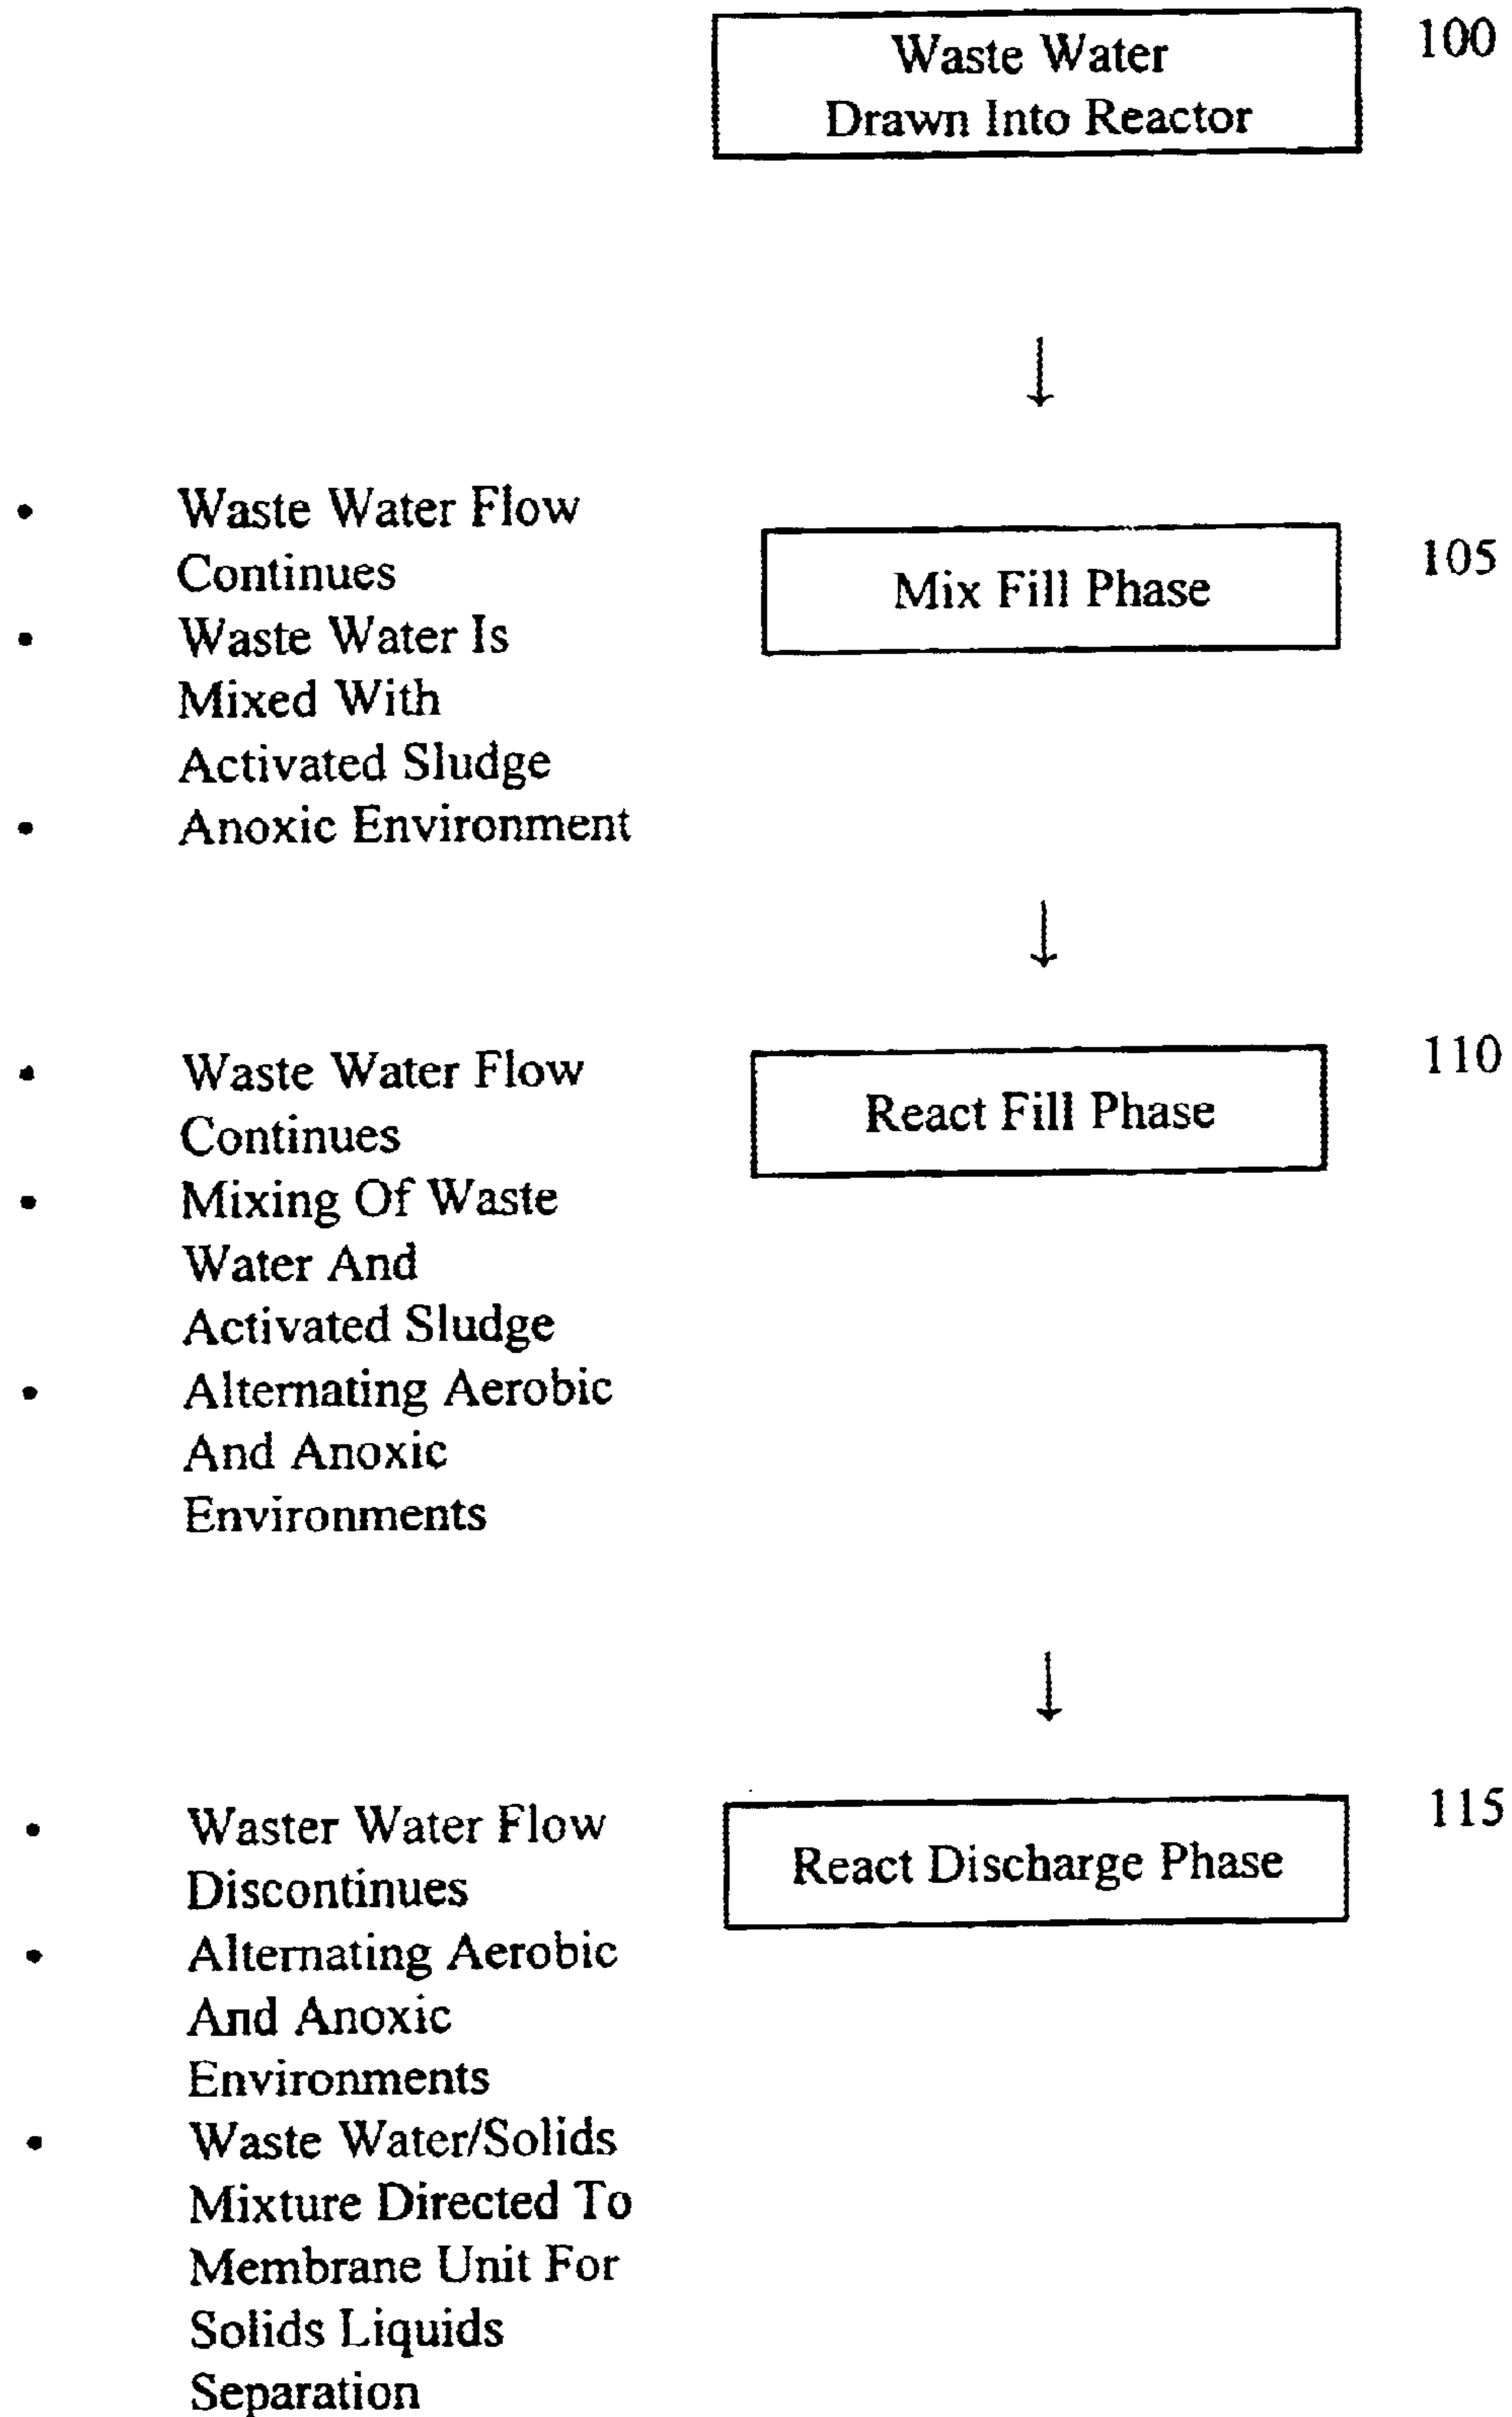 Waste Water
Drawn Into Reactor
100
↓
• Waste Water Flow
Continues
• Waste Water Is
Mixed With
Activated Sludge
• Anoxic Environment
Mix Fill Phase
105
↓
• Waste Water Flow
Continues
• Mixing Of Waste
Water And
Activated Sludge
• Alternating Aerobic
And Anoxic
Environments
React Fill Phase
110
↓
• Waster Water Flow
Discontinues
• Alternating Aerobic
And Anoxic
Environments
• Waste Water/Solids
Mixture Directed To
Membrane Unit For
Solids Liquids
Separation
React Discharge Phase
115